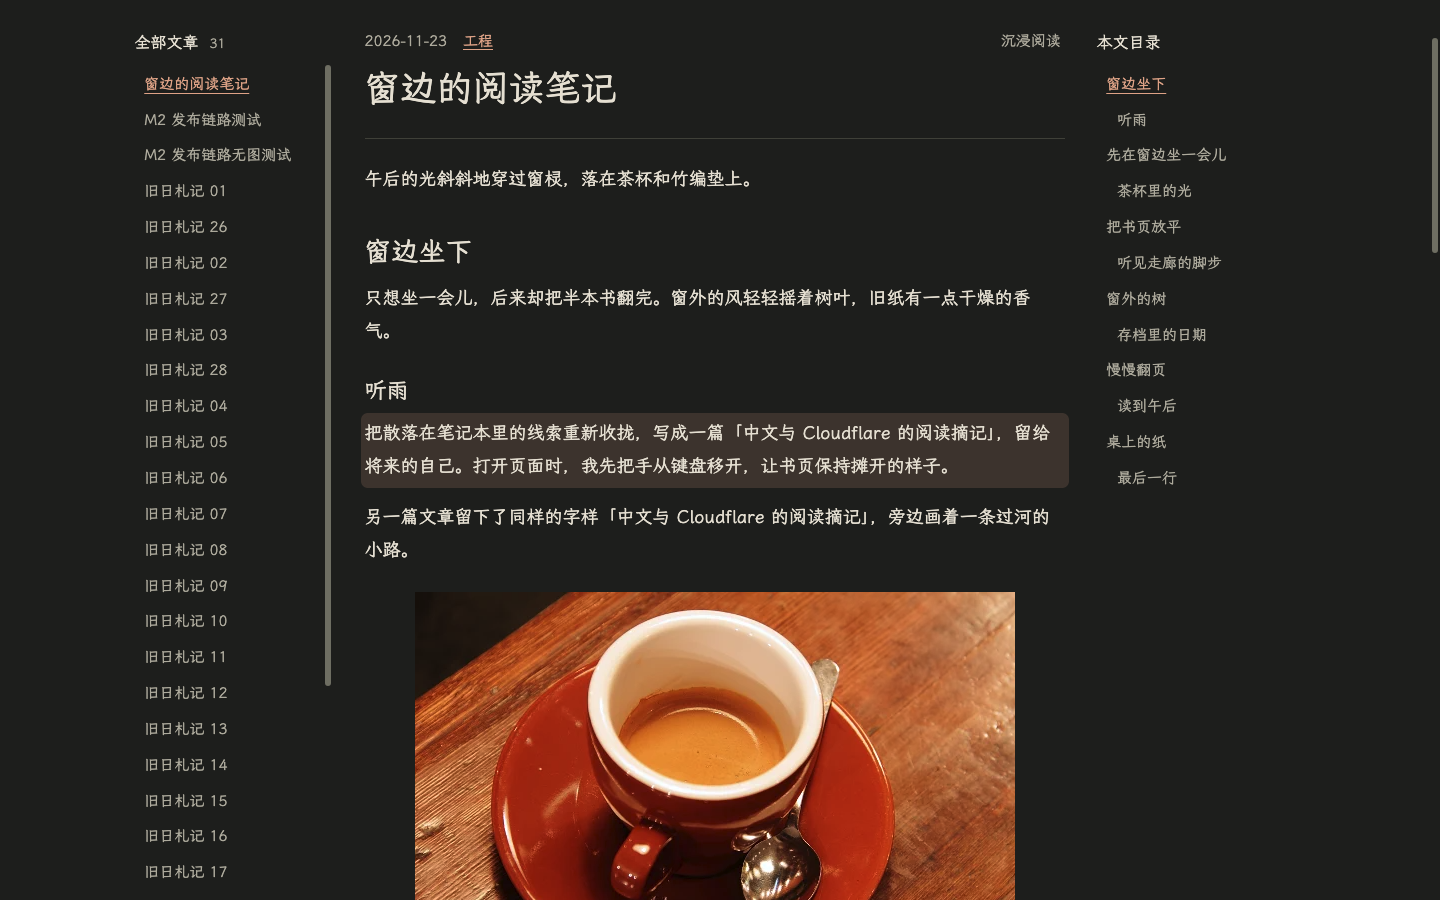 全部文章 31
窗边的阅读笔记
M2 发布链路测试
M2 发布链路无图测试
旧日札记 01
旧日札记 26
旧日札记 02
旧日札记 27
旧日札记 03
旧日札记 28
旧日札记 04
旧日札记 05
旧日札记 06
旧日札记 07
旧日札记 08
旧日札记 09
旧日札记 10
旧日札记 11
旧日札记 12
旧日札记 13
旧日札记 14
旧日札记 15
旧日札记 16
旧日札记 17
2026-11-23 工程
沉浸阅读
窗边的阅读笔记
午后的光斜斜地穿过窗棂，落在茶杯和竹编垫上。
窗边坐下
只想坐一会儿，后来却把半本书翻完。窗外的风轻轻摇着树叶，旧纸有一点干燥的香
气。
听雨
把散落在笔记本里的线索重新收拢，写成一篇「中文与 Cloudflare 的阅读摘记」，留给
将来的自己。打开页面时，我先把手从键盘移开，让书页保持摊开的样子。
另一篇文章留下了同样的字样「中文与 Cloudflare 的阅读摘记」，旁边画着一条过河的
小路。
本文目录
窗边坐下
听雨
先在窗边坐一会儿
茶杯里的光
把书页放平
听见走廊的脚步
窗外的树
存档里的日期
慢慢翻页
读到午后
桌上的纸
最后一行